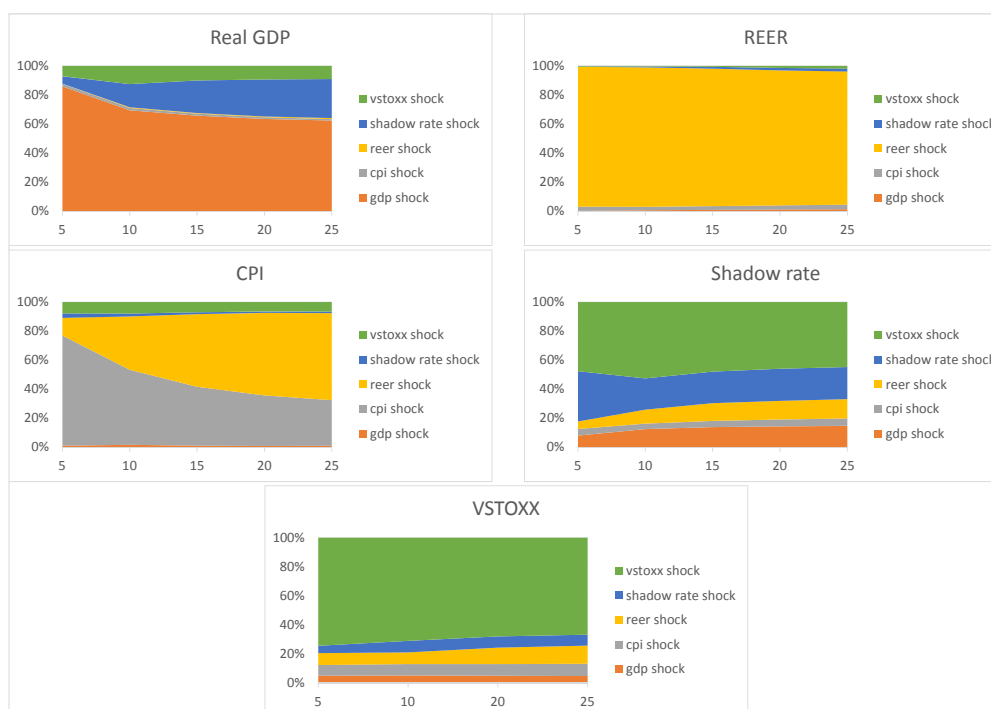 Real GDP
100%
80%
60%
40%
20%
0%
5 10 15 20 25
vstoxx shock
shadow rate shock
reer shock
cpi shock
gdp shock
REER
100%
80%
60%
40%
20%
0%
5 10 15 20 25
vstoxx shock
shadow rate shock
reer shock
cpi shock
gdp shock
CPI
100%
80%
60%
40%
20%
0%
5 10 15 20 25
vstoxx shock
shadow rate shock
reer shock
cpi shock
gdp shock
Shadow rate
100%
80%
60%
40%
20%
0%
5 10 15 20 25
vstoxx shock
shadow rate shock
reer shock
cpi shock
gdp shock
VSTOXX
100%
80%
60%
40%
20%
0%
5 10 20 25
vstoxx shock
shadow rate shock
reer shock
cpi shock
gdp shock